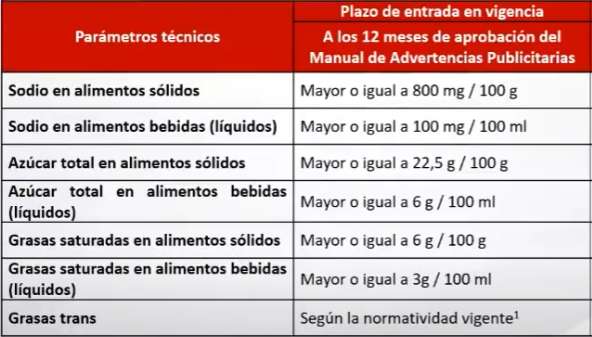 Parámetros técnicos
Plazo de entrada en vigencia
A los 12 meses de aprobación del
Manual de Advertencias Publicitarias
Sodio en alimentos sólidos
Mayor o igual a 800 mg / 100 g
Sodio en alimentos bebidas (líquidos)
Mayor o igual a 100 mg / 100 ml
Azúcar total en alimentos sólidos
Mayor o igual a 22,5 g / 100 g
Azúcar total en alimentos bebidas
(líquidos)
Mayor o igual a 6 g / 100 ml
Grasas saturadas en alimentos sólidos
Mayor o igual a 6 g / 100 g
Grasas saturadas en alimentos bebidas
(líquidos)
Mayor o igual a 3g / 100 ml
Grasas trans
Según la normatividad vigente¹